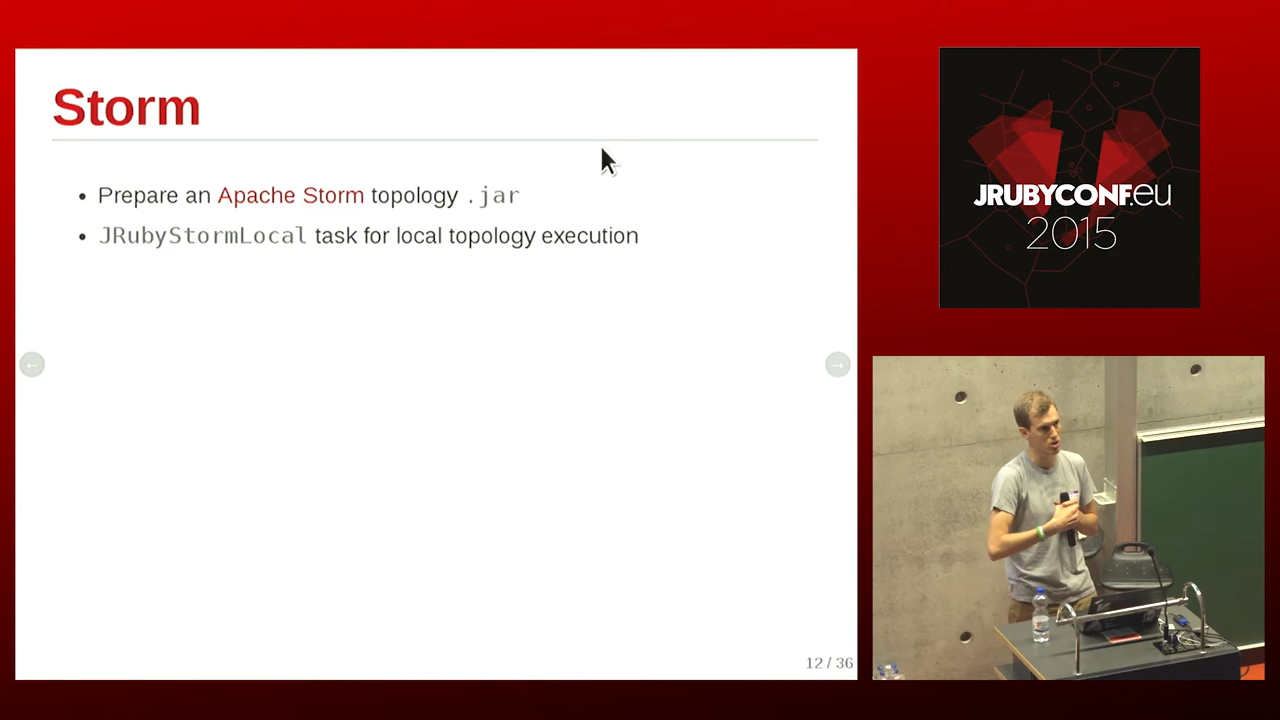 Storm
• Prepare an Apache Storm topology .jar
• JRubyStormLocal task for local topology execution
12 / 36
JRUBYCONF.eu
2015